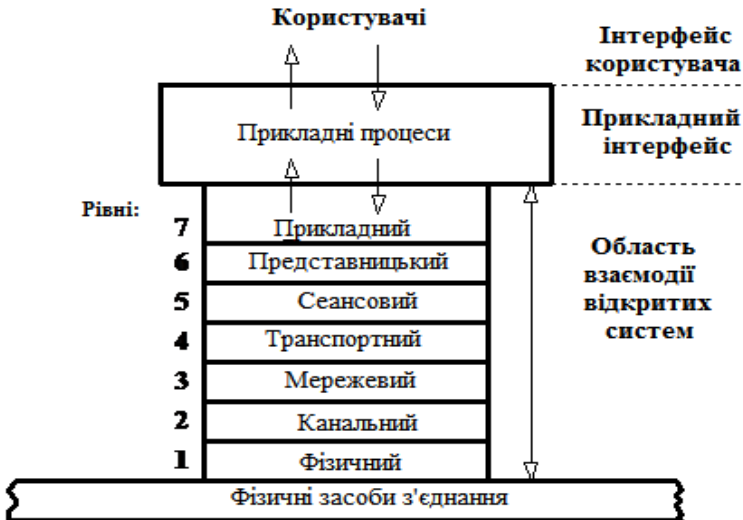 Користувачі
Інтерфейс
користувача
Прикладні процеси
Прикладний
інтерфейс
Рівні:
7 Прикладний
6 Представницький
5 Сеансовий
4 Транспортний
3 Мережевий
2 Канальний
1 Фізичний
Область
взаємодії
відкритих
систем
Фізичні засоби з'єднання